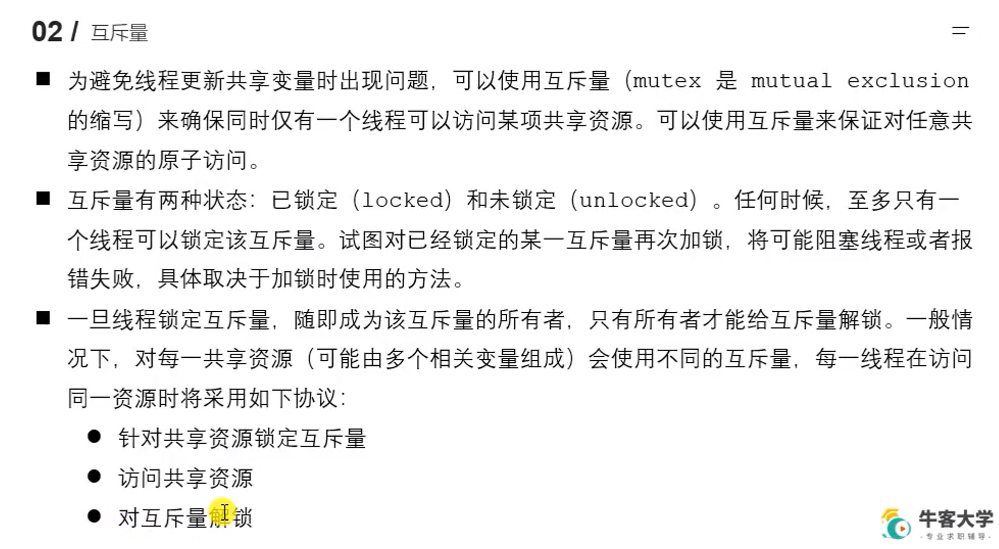 02 / 互斥量
■ 为避免线程更新共享变量时出现问题，可以使用互斥量（mutex 是 mutual exclusion
的缩写）来确保同时仅有一个线程可以访问某项共享资源。可以使用互斥量来保证对任意共
享资源的原子访问。
■ 互斥量有两种状态：已锁定（locked）和未锁定（unlocked）。任何时候，至多只有一
个线程可以锁定该互斥量。试图对已经锁定的某一互斥量再次加锁，将可能阻塞线程或者报
错失败，具体取决于加锁时使用的方法。
■ 一旦线程锁定互斥量，随即成为该互斥量的所有者，只有所有者才能给互斥量解锁。一般情
况下，对每一共享资源（可能由多个相关变量组成）会使用不同的互斥量，每一线程在访问
同一资源时将采用如下协议：
● 针对共享资源锁定互斥量
● 访问共享资源
● 对互斥量解锁
牛客大学
-专业求职辅导-